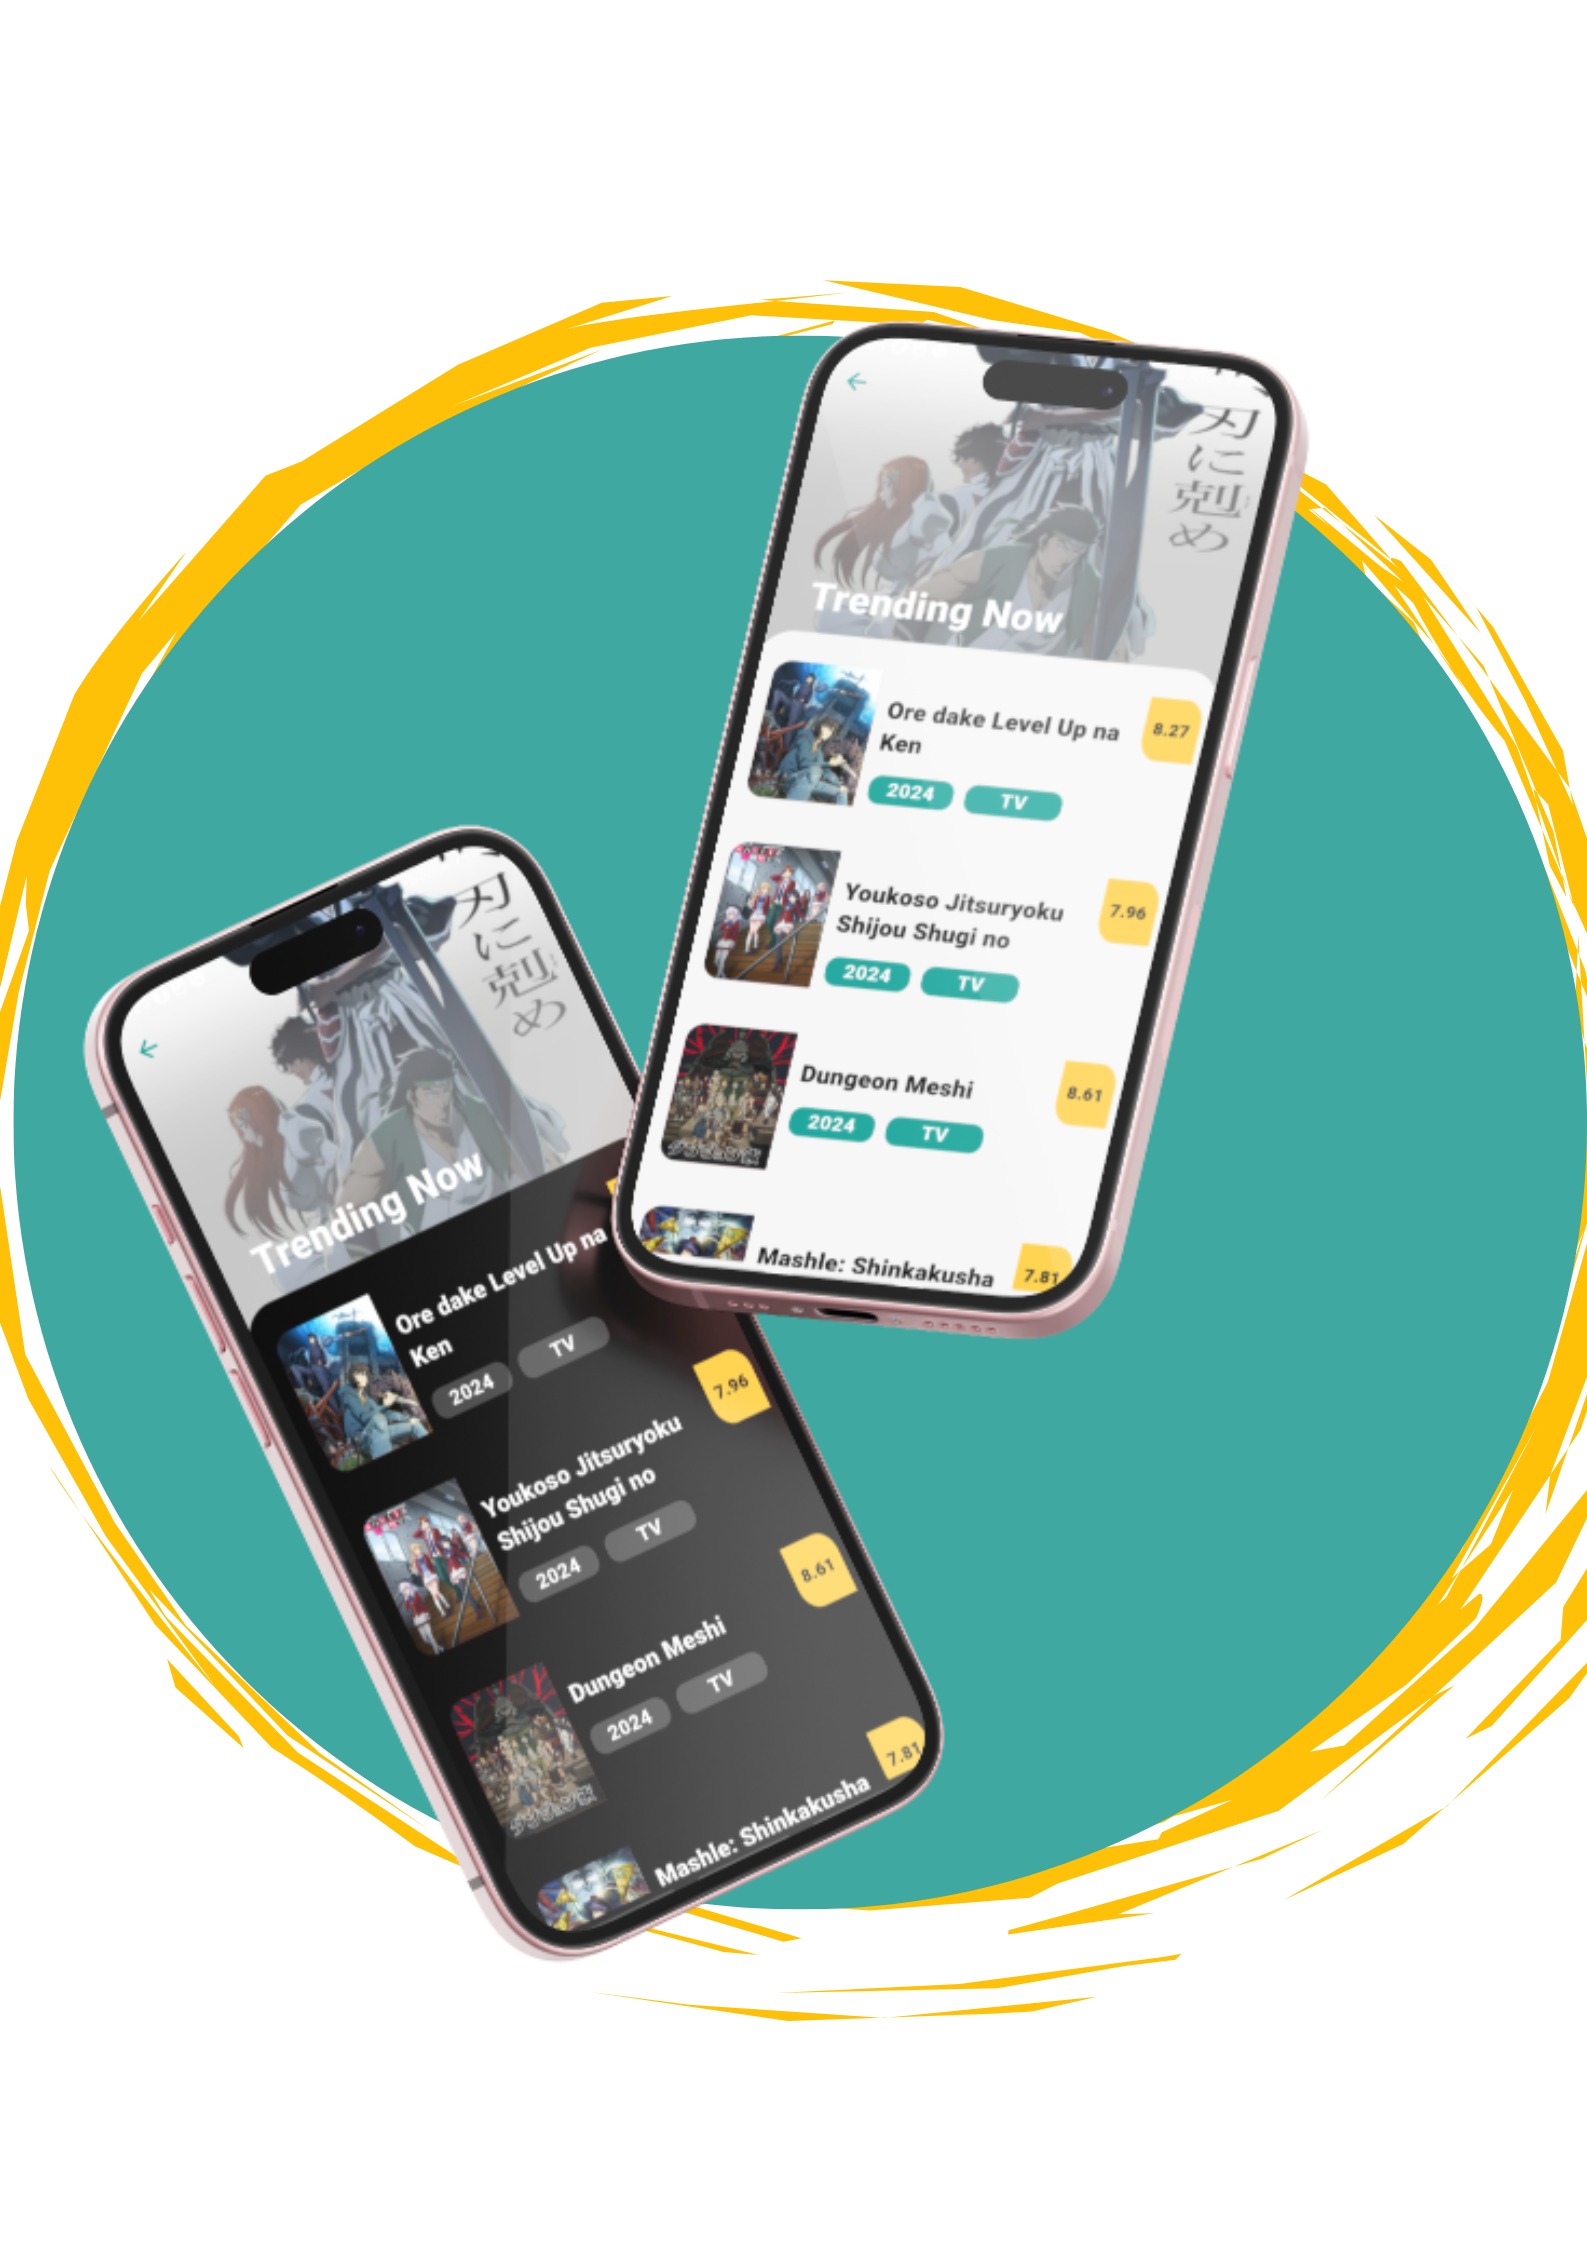 刃に剋め
Trending Now
Ore dake Level Up na
Ken
8.27
2024
TV
Youkoso Jitsuryoku
Shijou Shugi no
7.96
2024
TV
Dungeon Meshi
8.61
2024
TV
Mashle: Shinkakusha
7.81
刃に剋め
Trending Now
Ore dake Level Up na
Ken
2024
TV
7.96
Youkoso Jitsuryoku
Shijou Shugi no
2024
TV
8.61
Dungeon Meshi
2024
TV
7.81
Mashle: Shinkakusha